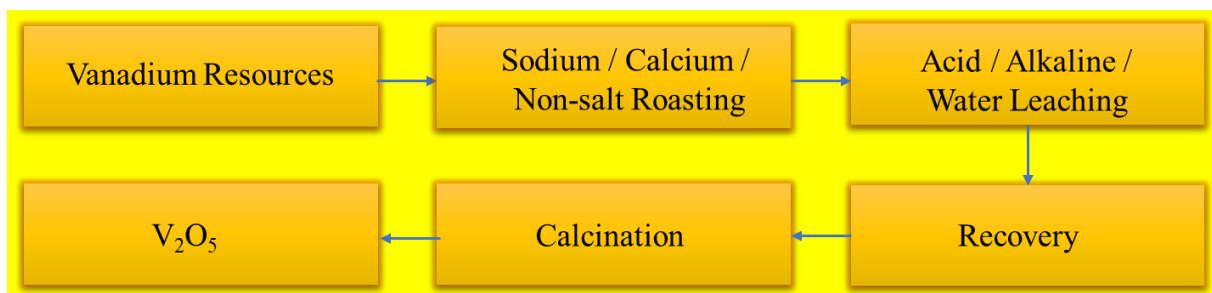 Vanadium Resources
Sodium / Calcium /
Non-salt Roasting
Acid / Alkaline /
Water Leaching
Recovery
Calcination
V₂O₅